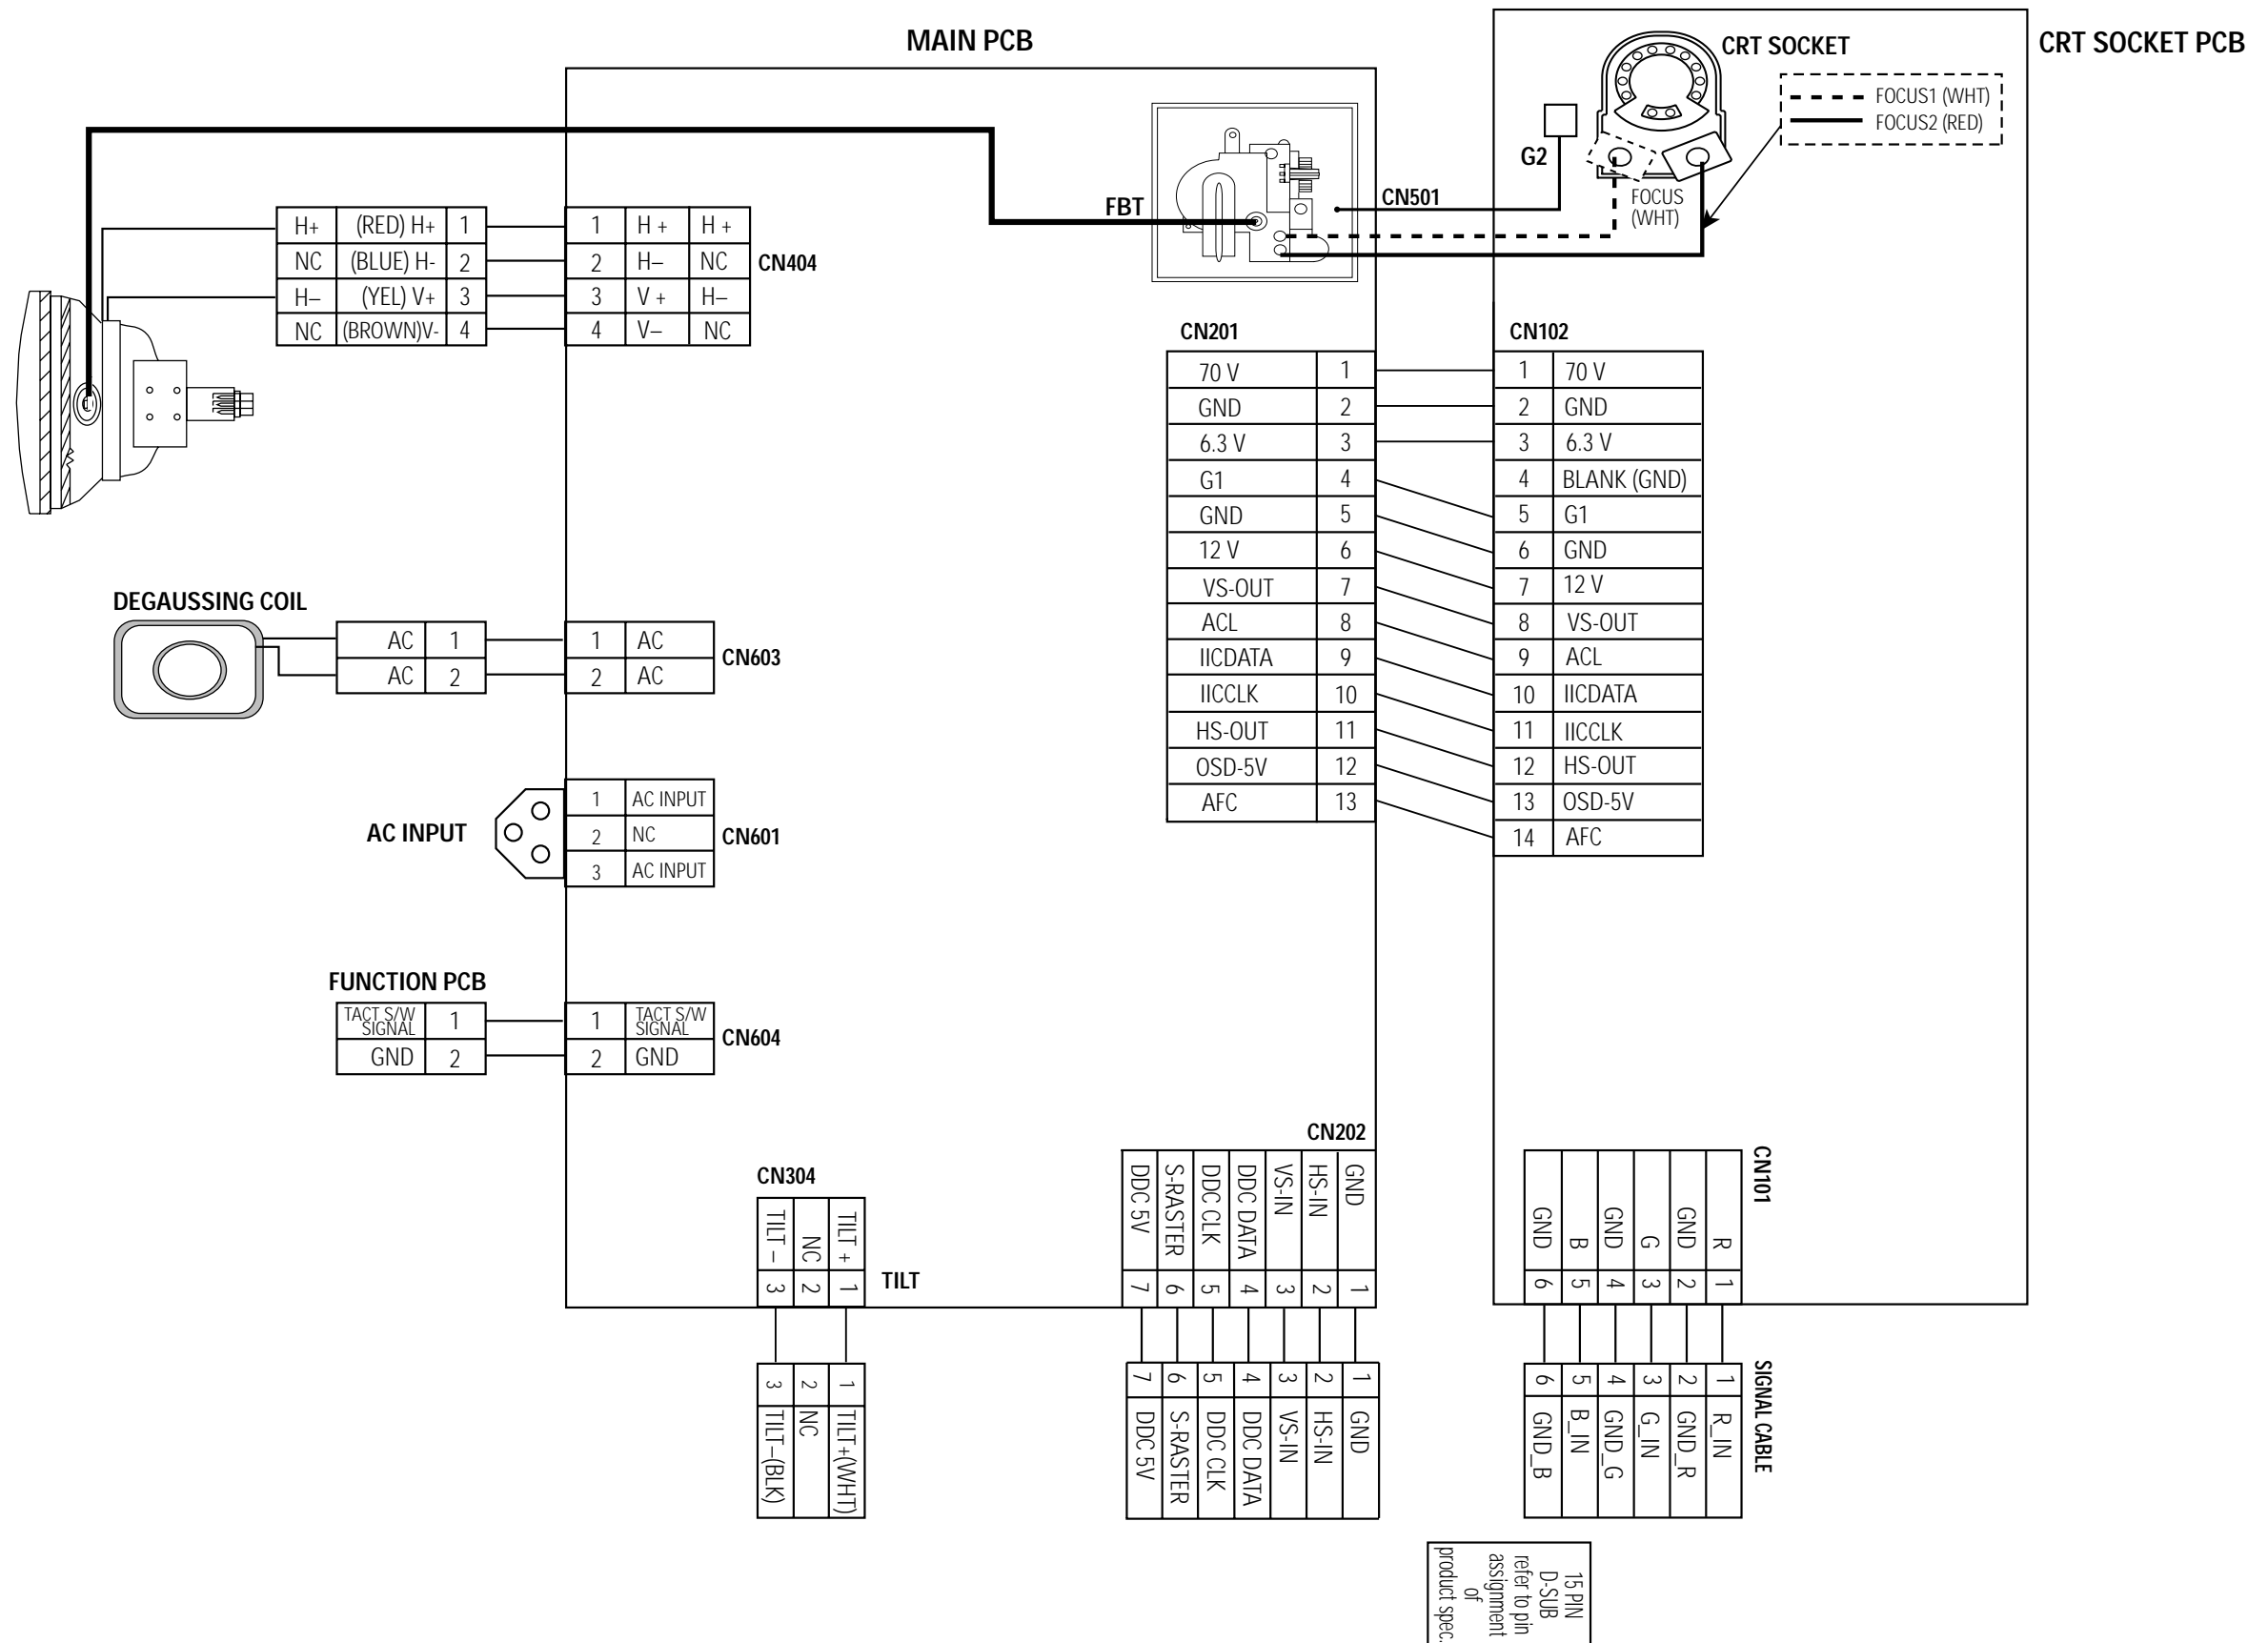 MAIN PCB
CRT SOCKET PCB
CRT SOCKET
FOCUS1 (WHT)
FOCUS2 (RED)
G2
FOCUS
(WHT)
FBT
CN501
H+ (RED) H+ 1
NC (BLUE) H- 2
H– (YEL) V+ 3
NC (BROWN)V- 4
1 H + H +
2 H– NC
3 V + H–
4 V– NC
CN404
CN201
70 V 1
GND 2
6.3 V 3
G1 4
GND 5
12 V 6
VS-OUT 7
ACL 8
IICDATA 9
IICCLK 10
HS-OUT 11
OSD-5V 12
AFC 13
CN102
1 70 V
2 GND
3 6.3 V
4 BLANK (GND)
5 G1
6 GND
7 12 V
8 VS-OUT
9 ACL
10 IICDATA
11 IICCLK
12 HS-OUT
13 OSD-5V
14 AFC
DEGAUSSING COIL
AC 1
AC 2
1 AC
2 AC
CN603
AC INPUT
1 AC INPUT
2 NC
3 AC INPUT
CN601
FUNCTION PCB
TACT S/W
SIGNAL 1
GND 2
1 TACT S/W
SIGNAL
2 GND
CN604
CN304
TILT + 1
NC 2
TILT – 3
TILT
1 TILT+(WHT)
2 NC
3 TILT–(BLK)
CN202
GND 1
HS-IN 2
VS-IN 3
DDC DATA 4
DDC CLK 5
S-RASTER 6
DDC 5V 7
1 GND
2 HS-IN
3 VS-IN
4 DDC DATA
5 DDC CLK
6 S-RASTER
7 DDC 5V
CN101
R 1
GND 2
G 3
GND 4
B 5
GND 6
SIGNAL CABLE
1 R_IN
2 GND_R
3 G_IN
4 GND_G
5 B_IN
6 GND_B
15 PIN
D-SUB
refer to pin
assignment
of
product spec.